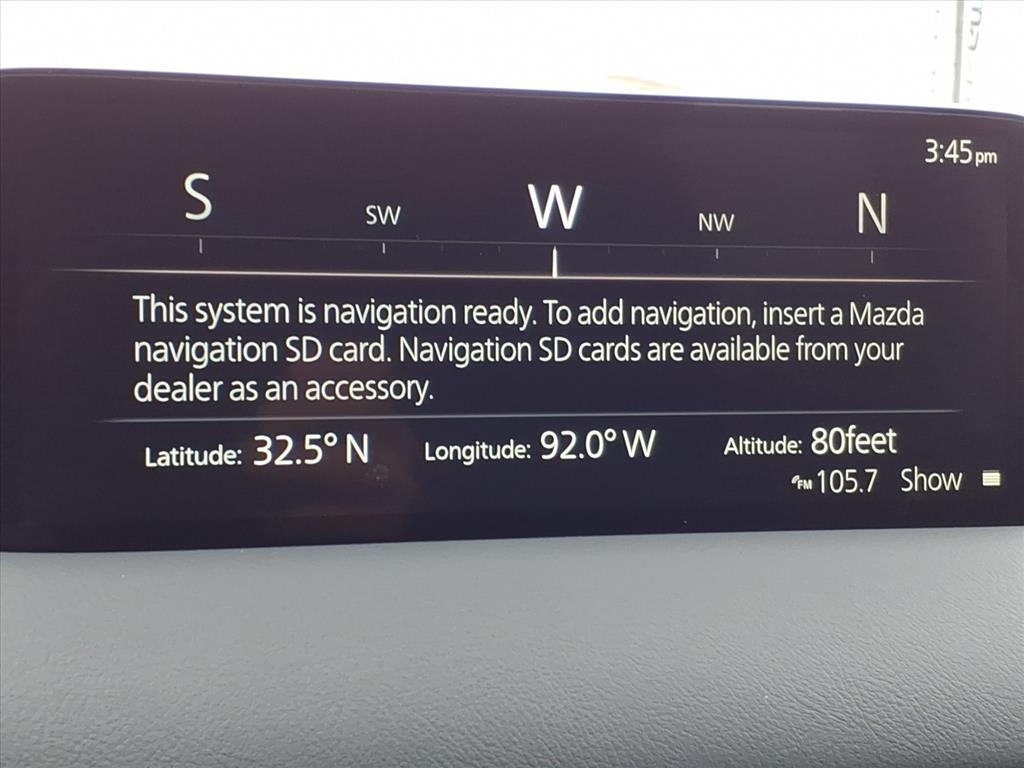 3:45pm
S SW W NW N
This system is navigation ready. To add navigation, insert a Mazda
navigation SD card. Navigation SD cards are available from your
dealer as an accessory.
Latitude: 32.5° N Longitude: 92.0° W Altitude: 80feet
FM 105.7 Show